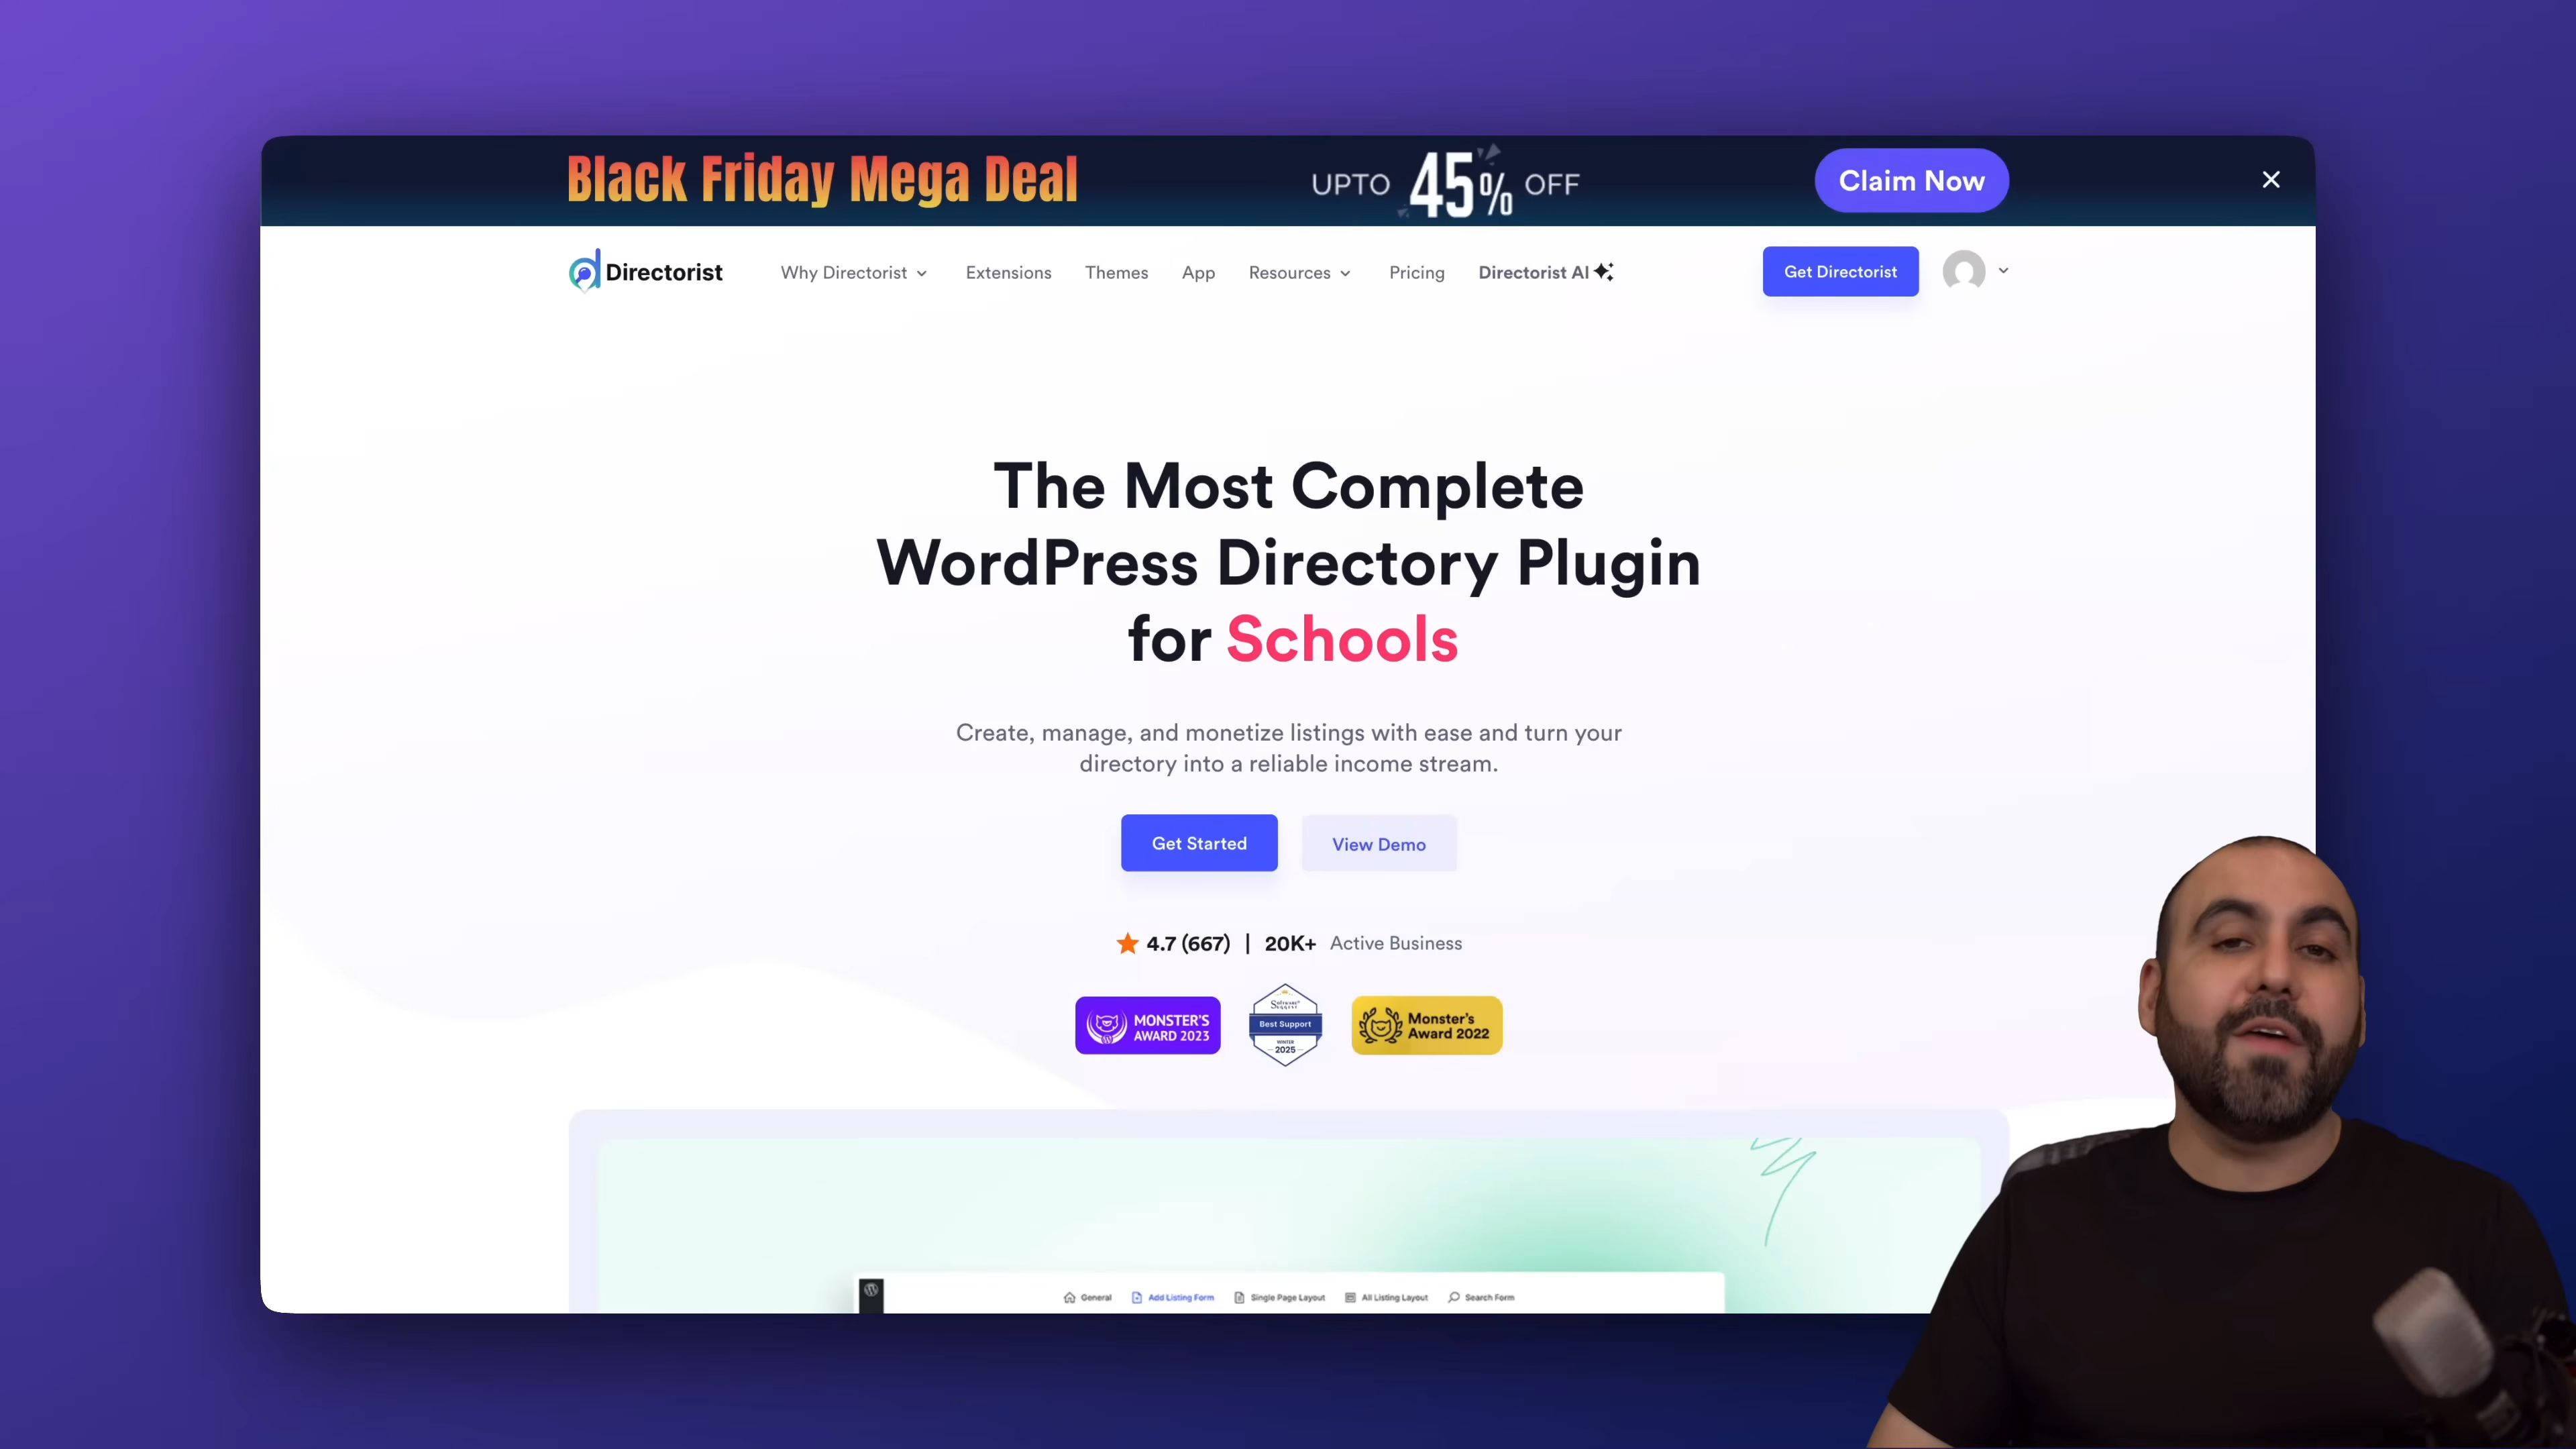 Black Friday Mega Deal
UPTO 45% OFF
Claim Now
Directorist
Why Directorist
Extensions
Themes
App
Resources
Pricing
Directorist AI
Get Directorist
The Most Complete
WordPress Directory Plugin
for Schools
Create, manage, and monetize listings with ease and turn your
directory into a reliable income stream.
Get Started
View Demo
4.7 (667) | 20K+ Active Business
MONSTER'S
AWARD 2023
Software
Suggest
Best Support
WINTER
2025
Monster's
Award 2022
General
Add Listing Form
Single Page Layout
All Listing Layout
Search Form